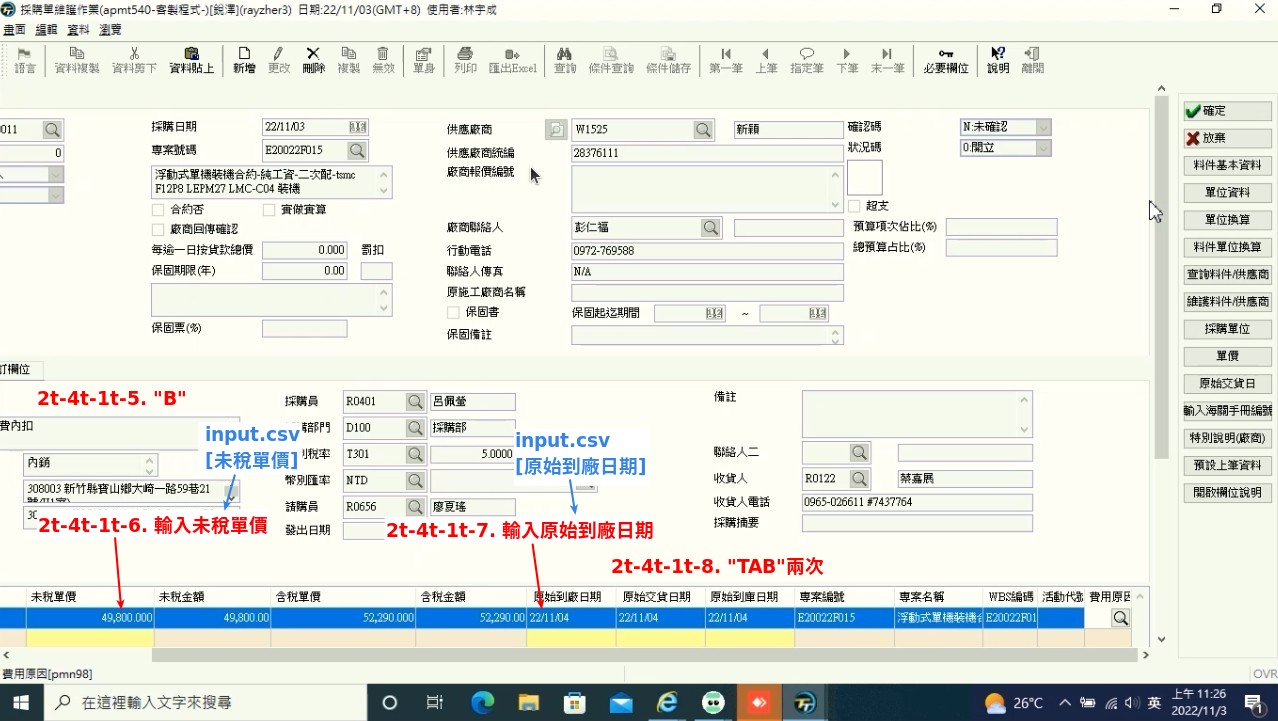 採購單維護作業(apmt540-客製程式-)[銳澤](rayzher3) 日期:22/11/03(GMT+8) 使用者:林宇成
畫面 編輯 資料 瀏覽
語言 資料複製 資料剪下 資料貼上 新增 更改 刪除 複製 無效 單身 列印 匯出Excel 查詢 條件查詢 條件儲存 第一筆 上筆 指定筆 下筆 末一筆 必要欄位 說明 離開
0011 採購日期 22/11/03 供應廠商 W1525 新穎 確認碼 N:未確認
0 專案號碼 E20022F015 供應廠商統編 28376111 狀況碼 0:開立
浮動式單機裝機合約-純工資-二次配-tsmc
F12P8 LEPM27 LMC-C04 裝機
廠商報價編號
合約否 實做實算 超支
廠商回傳確認 廠商聯絡人 彭仁福 預算項次佔比(%)
每逾一日按貨款總價 0.000 罰扣 行動電話 0972-769588 總預算占比(%)
保固期限(年) 0.00 聯絡人傳真 N/A
原施工廠商名稱
保固書 保固起迄期間 ~
保固票(%) 保固備註
確定
放棄
料件基本資料
單位資料
單位換算
料件單位換算
查詢料件/供應商
維護料件/供應商
採購單位
單價
原始交貨日
輸入海關手冊編號
特別說明(廠商)
預設上筆資料
開啟欄位說明
訂欄位
2t-4t-1t-5. "B" 採購員 R0401 呂佩螢 備註
費內扣 input.csv 購部門 D100 採購部 input.csv
[未稅單價] 稅率 T301 5.0000 [原始到廠日期] 聯絡人二
內銷
308003 新竹縣寶山鄉大崎一路59巷21 幣別匯率 NTD 收貨人 R0122 蔡嘉展
30 請購員 R0656 廖夏瑤 收貨人電話 0965-026611 #7437764
2t-4t-1t-6. 輸入未稅單價 發出日期 2t-4t-1t-7. 輸入原始到廠日期 採購摘要
2t-4t-1t-8. "TAB"兩次
未稅單價 未稅金額 含稅單價 含稅金額 原始到廠日期 原始交貨日期 原始到庫日期 專案編號 專案名稱 WBS編碼 活動代號 費用原因
49,800.000 49,800.00 52,290.000 52,290.00 22/11/04 22/11/04 22/11/04 E20022F015 浮動式單機裝機合 E20022F01
費用原因[pmn98] OVR
在這裡輸入文字來搜尋 26°C 英 上午 11:26
2022/11/3 1